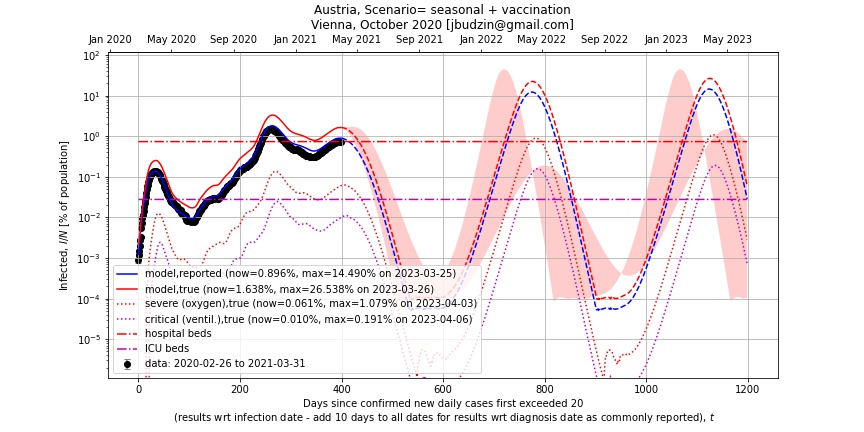 Austria, Scenario= seasonal + vaccination
Vienna, October 2020 [jbudzin@gmail.com]
Jan 2020 May 2020 Sep 2020 Jan 2021 May 2021 Sep 2021 Jan 2022 May 2022 Sep 2022 Jan 2023 May 2023
10²
10¹
10⁰
10⁻¹
10⁻²
10⁻³
10⁻⁴
10⁻⁵
Infected, I/N [% of population]
model,reported (now=0.896%, max=14.490% on 2023-03-25)
model,true (now=1.638%, max=26.538% on 2023-03-26)
severe (oxygen),true (now=0.061%, max=1.079% on 2023-04-03)
critical (ventil.),true (now=0.010%, max=0.191% on 2023-04-06)
hospital beds
ICU beds
data: 2020-02-26 to 2021-03-31
0 200 400 600 800 1000 1200
Days since confirmed new daily cases first exceeded 20
(results wrt infection date - add 10 days to all dates for results wrt diagnosis date as commonly reported), t